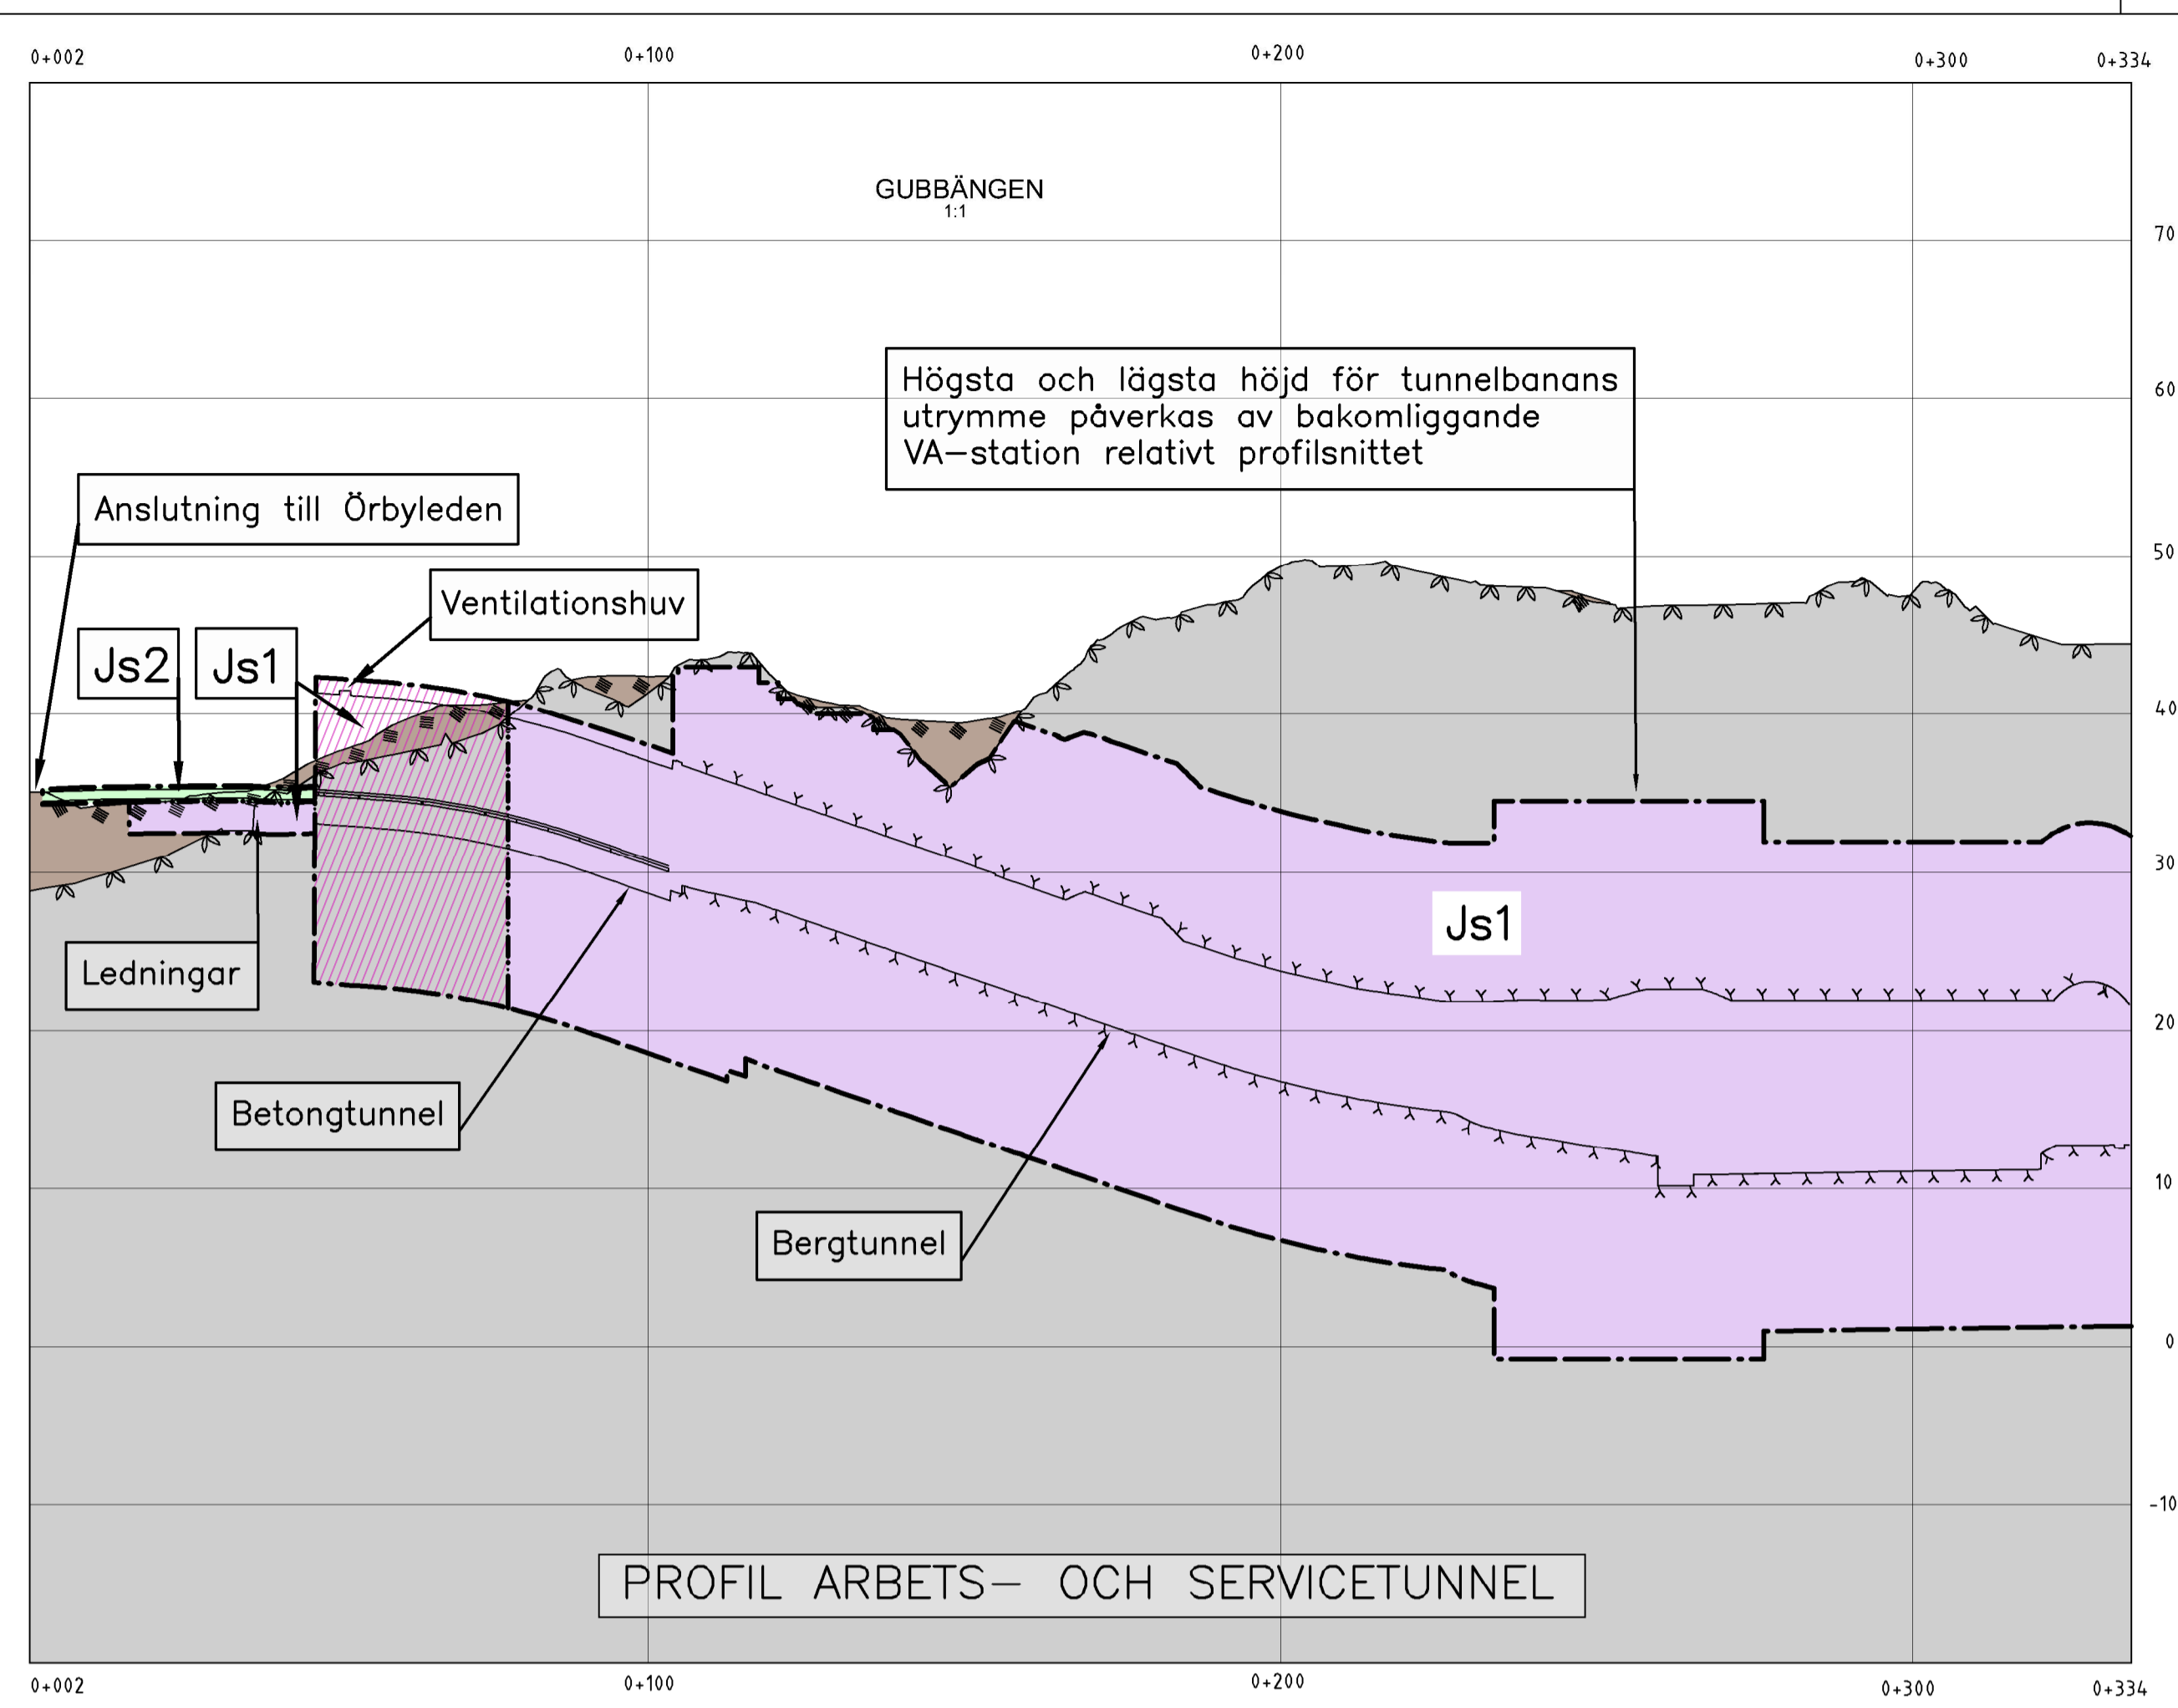 0+002
0+100
0+200
0+300
0+334
GUBBÄNGEN
1:1
70
60
Högsta och lägsta höjd för tunnelbanans
utrymme påverkas av bakomliggande
VA-station relativt profilsnittet
Anslutning till Örbyleden
50
Ventilationshuv
Js2
Js1
40
30
Js1
Ledningar
20
Betongtunnel
10
Bergtunnel
0
-10
PROFIL ARBETS- OCH SERVICETUNNEL
0+002
0+100
0+200
0+300
0+334